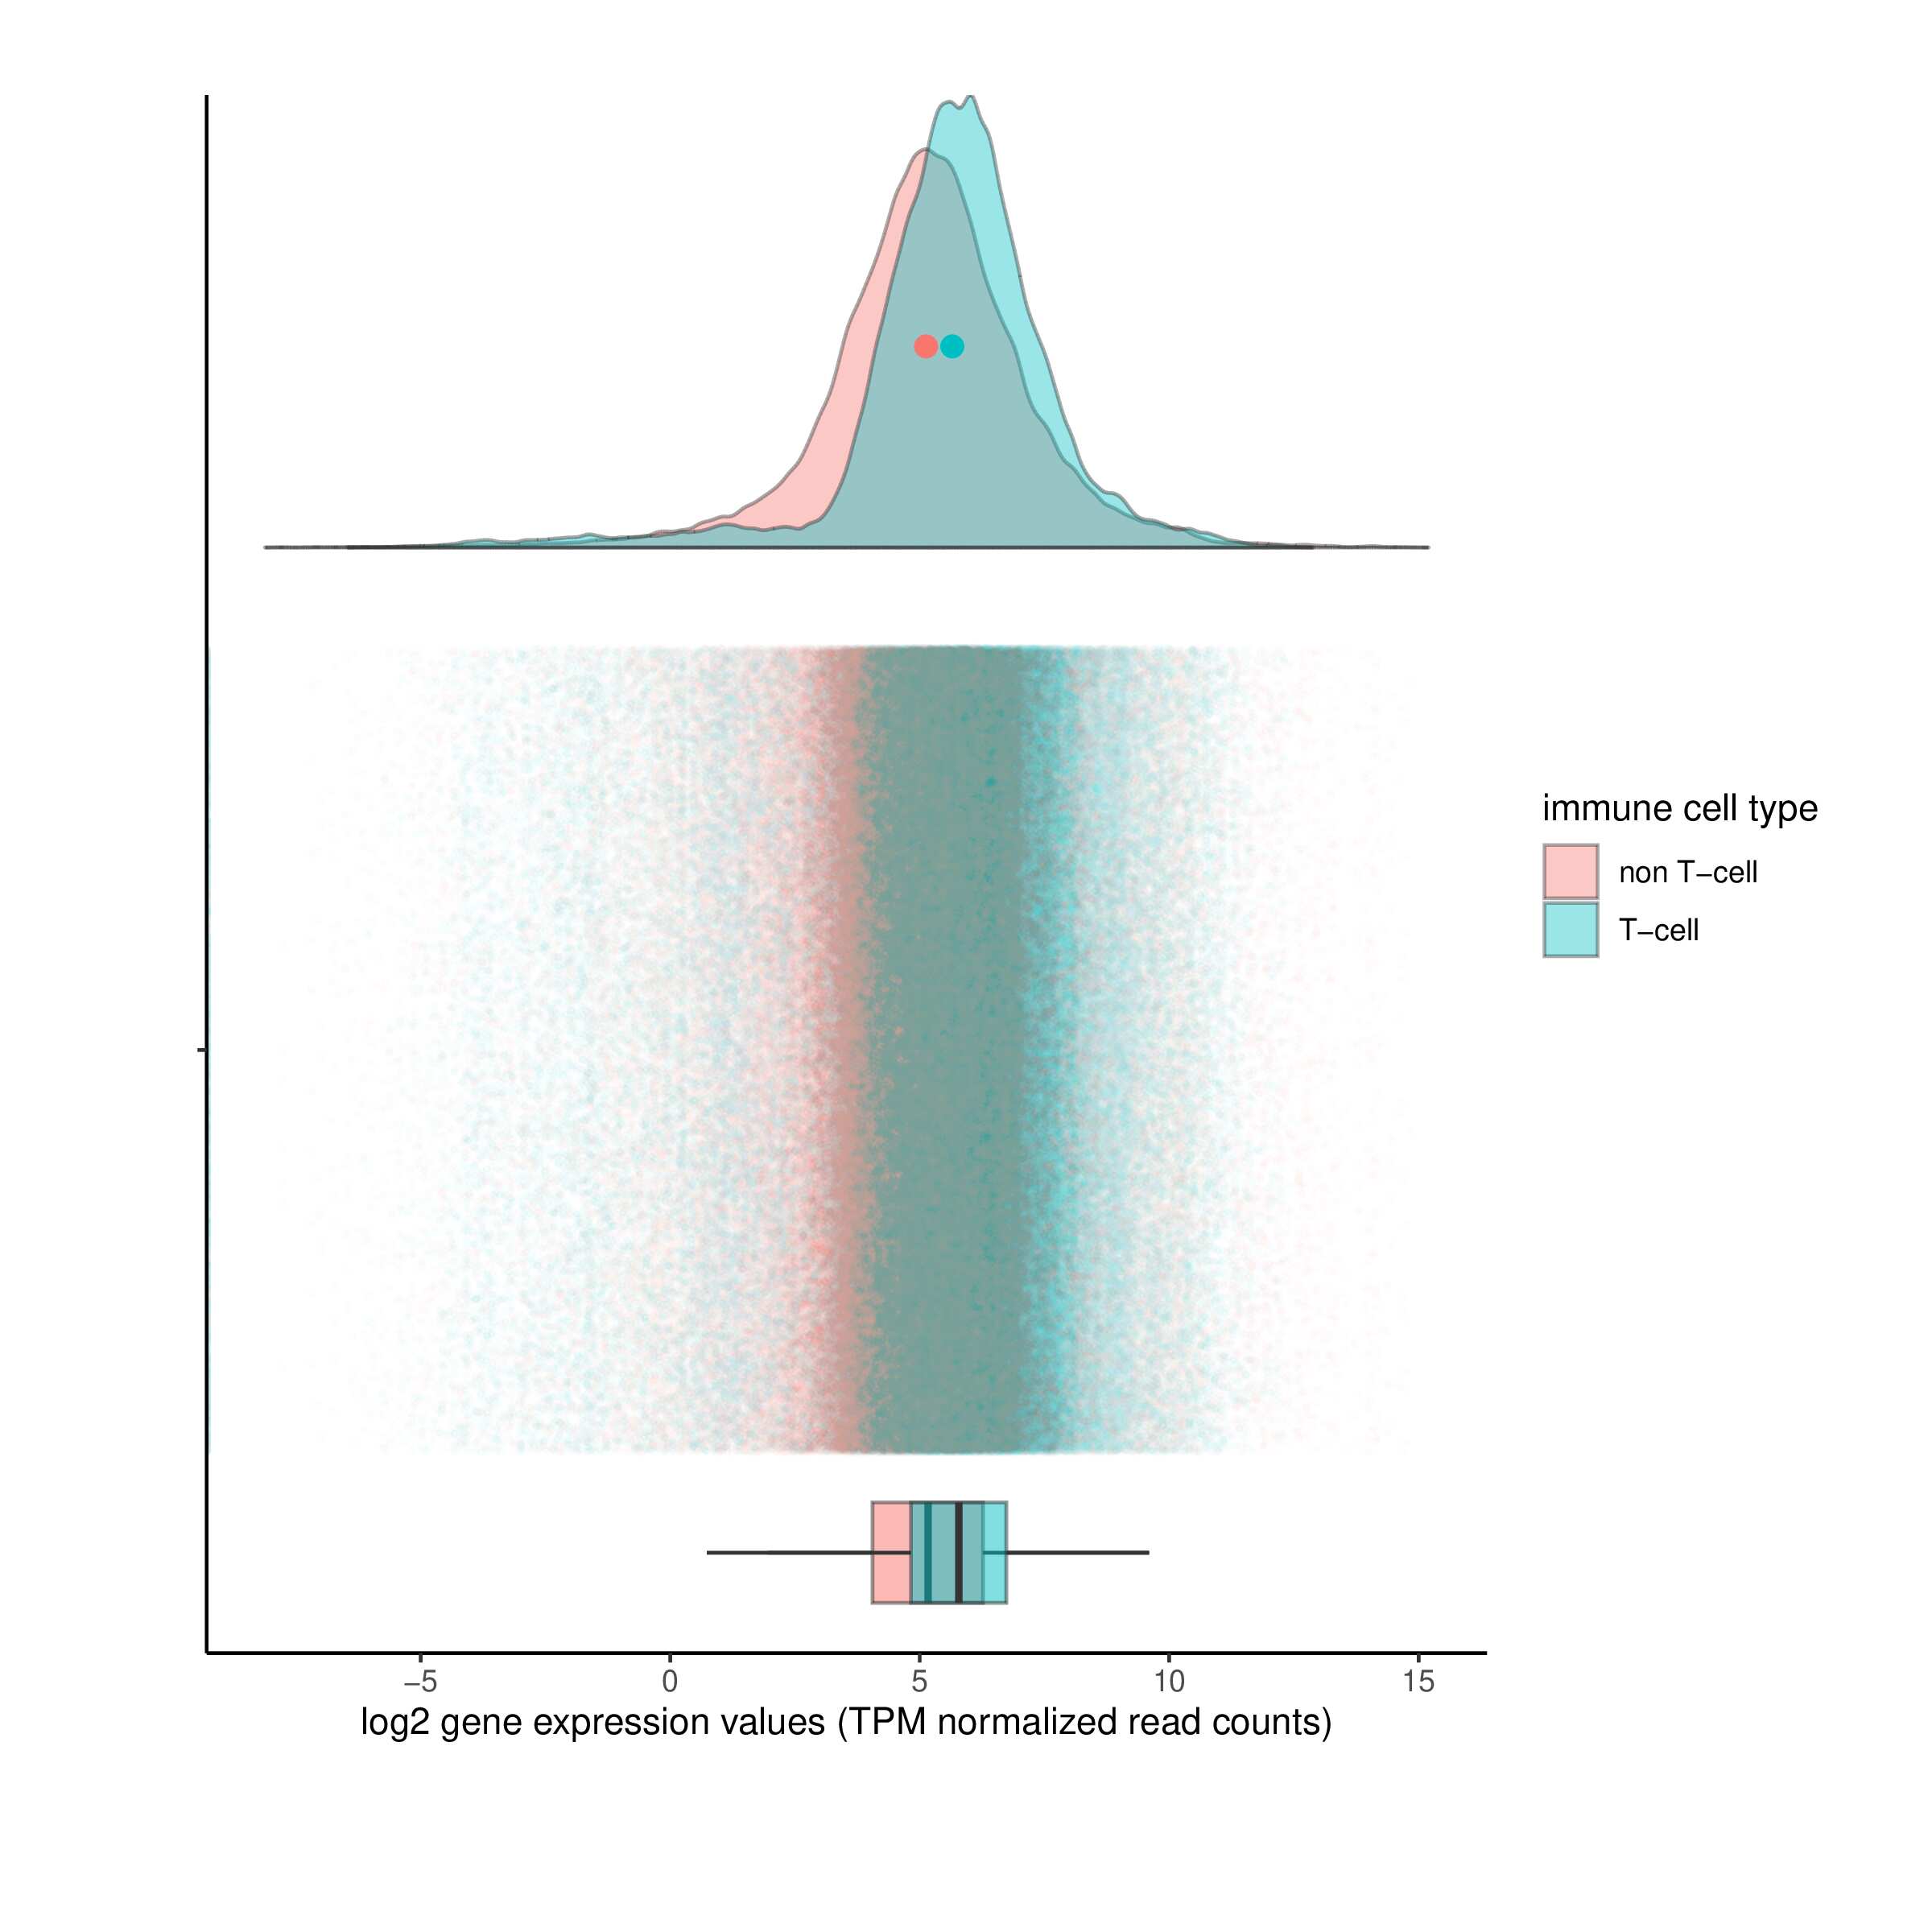 immune cell type
non T−cell
T−cell
−5 0 5 10 15
log2 gene expression values (TPM normalized read counts)